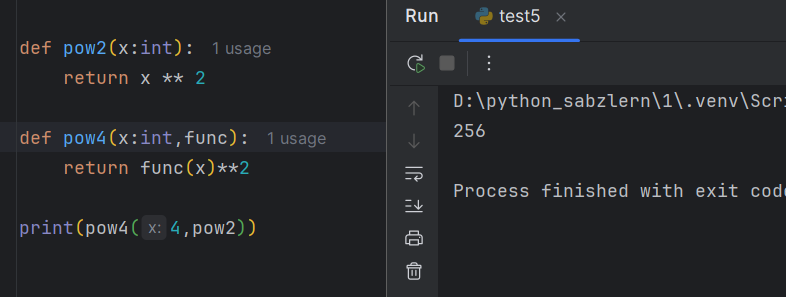 def pow2(x:int): 1 usage
    return x ** 2
def pow4(x:int,func): 1 usage
    return func(x)**2
print(pow4( x: 4,pow2))
Run test5
D:\python_sabzlern\1\.venv\Scri
256
Process finished with exit code